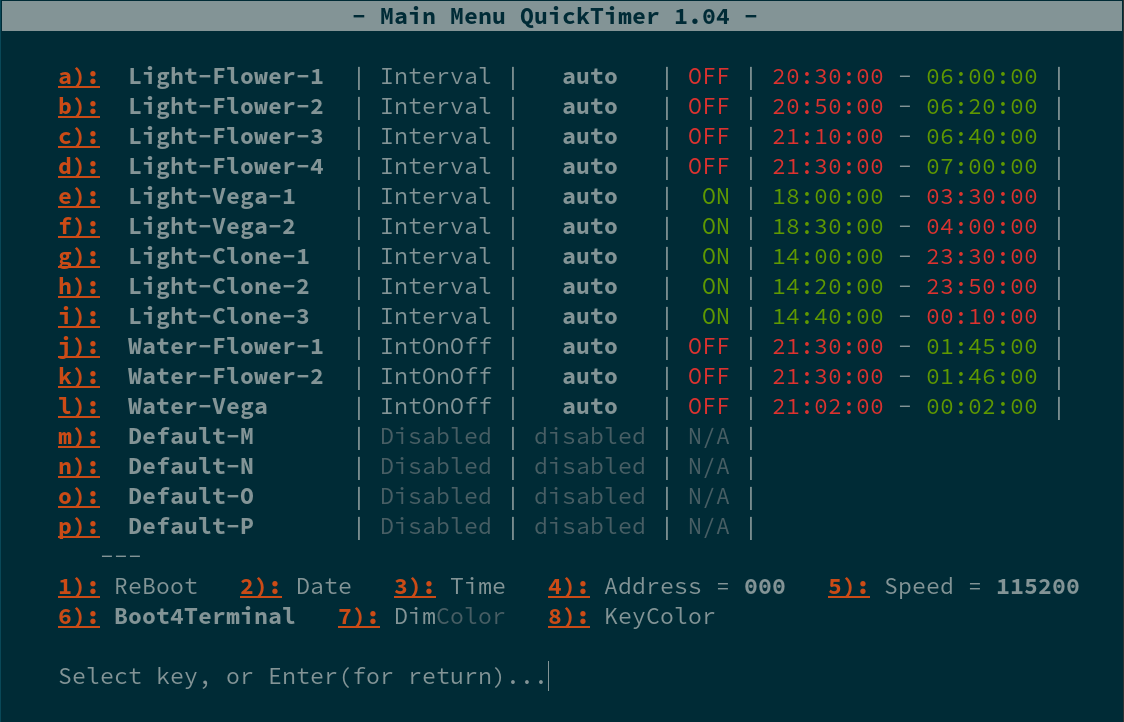 - Main Menu QuickTimer 1.04 -
a): Light-Flower-1 | Interval | auto | OFF | 20:30:00 - 06:00:00 |
b): Light-Flower-2 | Interval | auto | OFF | 20:50:00 - 06:20:00 |
c): Light-Flower-3 | Interval | auto | OFF | 21:10:00 - 06:40:00 |
d): Light-Flower-4 | Interval | auto | OFF | 21:30:00 - 07:00:00 |
e): Light-Vega-1 | Interval | auto | ON | 18:00:00 - 03:30:00 |
f): Light-Vega-2 | Interval | auto | ON | 18:30:00 - 04:00:00 |
g): Light-Clone-1 | Interval | auto | ON | 14:00:00 - 23:30:00 |
h): Light-Clone-2 | Interval | auto | ON | 14:20:00 - 23:50:00 |
i): Light-Clone-3 | Interval | auto | ON | 14:40:00 - 00:10:00 |
j): Water-Flower-1 | IntOnOff | auto | OFF | 21:30:00 - 01:45:00 |
k): Water-Flower-2 | IntOnOff | auto | OFF | 21:30:00 - 01:46:00 |
l): Water-Vega | IntOnOff | auto | OFF | 21:02:00 - 00:02:00 |
m): Default-M | Disabled | disabled | N/A |
n): Default-N | Disabled | disabled | N/A |
o): Default-O | Disabled | disabled | N/A |
p): Default-P | Disabled | disabled | N/A |
---
1): ReBoot 2): Date 3): Time 4): Address = 000 5): Speed = 115200
6): Boot4Terminal 7): DimColor 8): KeyColor
Select key, or Enter(for return)...